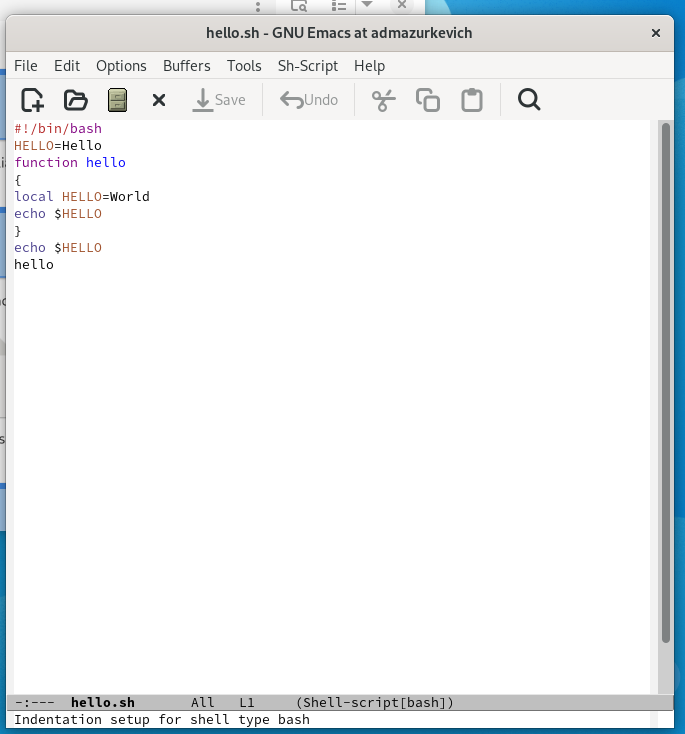 hello.sh - GNU Emacs at admazurkevich
File Edit Options Buffers Tools Sh-Script Help
Save Undo
#!/bin/bash
HELLO=Hello
function hello
{
local HELLO=World
echo $HELLO
}
echo $HELLO
hello
-:--- hello.sh All L1 (Shell-script[bash])
Indentation setup for shell type bash